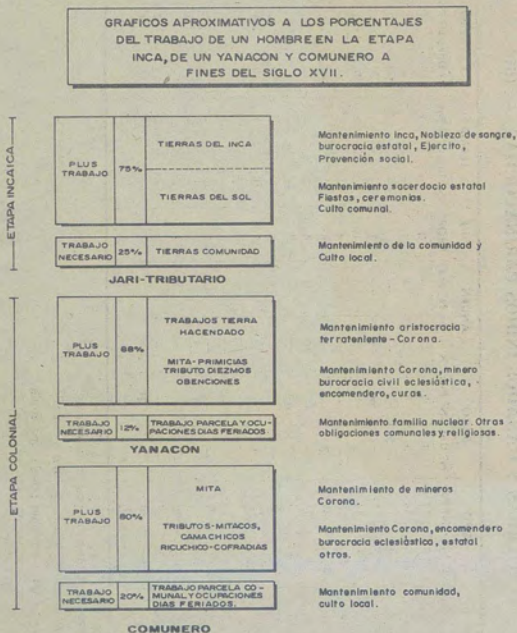 GRAFICOS APROXIMATIVOS A LOS PORCENTAJES
DEL TRABAJO DE UN HOMBRE EN LA ETAPA
INCA, DE UN YANACON Y COMUNERO A
FINES DEL SIGLO XVII.
ETAPA INCAICA
PLUS
TRABAJO
75%
TIERRAS DEL INCA
TIERRAS DEL SOL
Mantenimiento Inca, Nobleza de sangre,
burocracia estatal, Ejercito,
Prevención social.
Mantenimiento sacerdocio estatal
Fiestas, ceremonias.
Culto comunal.
TRABAJO
NECESARIO
25%
TIERRAS COMUNIDAD
Mantenimiento de la comunidad y
Culto local.
JARI-TRIBUTARIO
ETAPA COLONIAL
PLUS
TRABAJO
88%
TRABAJOS TIERRA
HACENDADO
MITA-PRIMICIAS
TRIBUTO DIEZMOS
OBENCIONES
Mantenimiento aristocracia
terrateniente - Corona.
Mantenimiento Corona, minero
burocracia civil eclesiástica,
encomendero, curas.
TRABAJO
NECESARIO
12%
TRABAJO PARCELA Y OCU-
PACIONES DIAS FERIADOS
Mantenimiento familia nuclear. Otras
obligaciones comunales y religiosas.
YANACON
PLUS
TRABAJO
80%
MITA
TRIBUTOS-MITACOS,
CAMACHICOS
RICUCHICO-COFRADIAS
Mantenimiento de mineros
Corona.
Mantenimiento Corona, encomendero
burocracia eclesiástica, estatal
otros.
TRABAJO
NECESARIO
20%
TRABAJO PARCELA CO-
MUNAL Y OCUPACIONES
DIAS FERIADOS.
Mantenimiento comunidad,
culto local.
COMUNERO